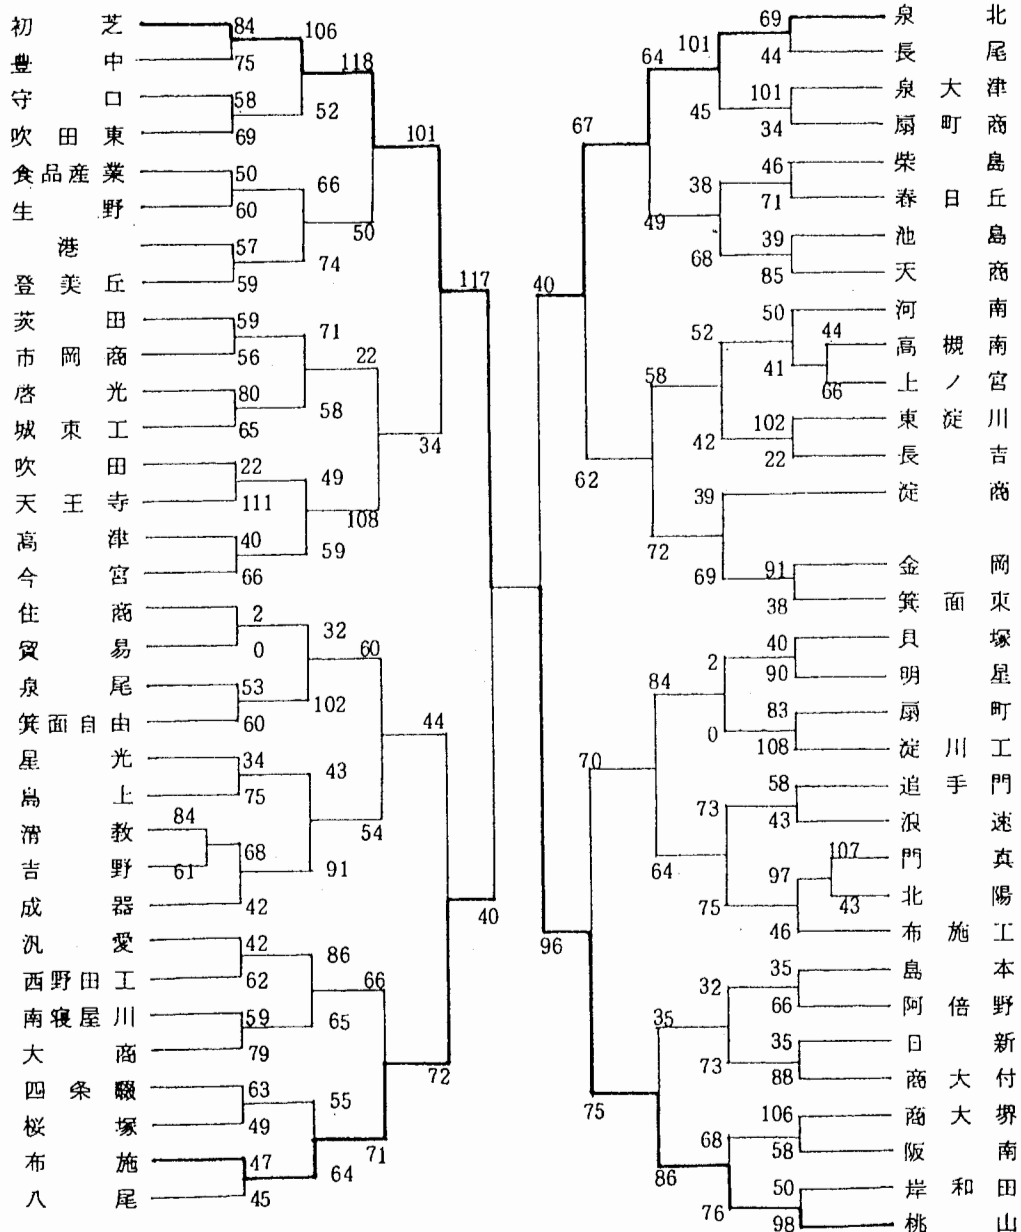 初芝 84 106
豊中 75 118
守口 58 52
吹田東 69 101
食品産業 50 66
生野 60 50
港 57 74
登美丘 59 117
茨田 59 71
市岡商 56 22
啓光 80 58
城東工 65 34
吹田 22 49
天王寺 111 108
高津 40 59
今宮 66
住商 2 32
貿易 0 60
泉尾 53 102
箕面自由 60 44
星光 34 43
島上 75
清教 84 54
吉野 61 68 91
成器 42 40
汎愛 42 86
西野田工 62 66
南寝屋川 59 65
大商 79 72
四条畷 63 55
桜塚 49 71
布施 47 64
八尾 45
69 泉北
64 101 44 長尾
45 101 泉大津
67 34 扇町商
38 46 柴島
49 71 春日丘
68 39 池島
40 85 天商
52 50 河南
41 44 高槻南
58 66 上ノ宮
42 102 東淀川
62 22 長吉
39 淀商
72 69 91 金岡
38 箕面東
2 40 貝塚
84 90 明星
0 83 扇町
70 108 淀川工
73 58 追手門
43 浪速
64 97 107 門真
75 43 北陽
96 46 布施工
32 35 島本
35 66 阿倍野
73 35 日新
75 88 商大付
68 106 商大堺
86 58 阪南
76 50 岸和田
98 桃山